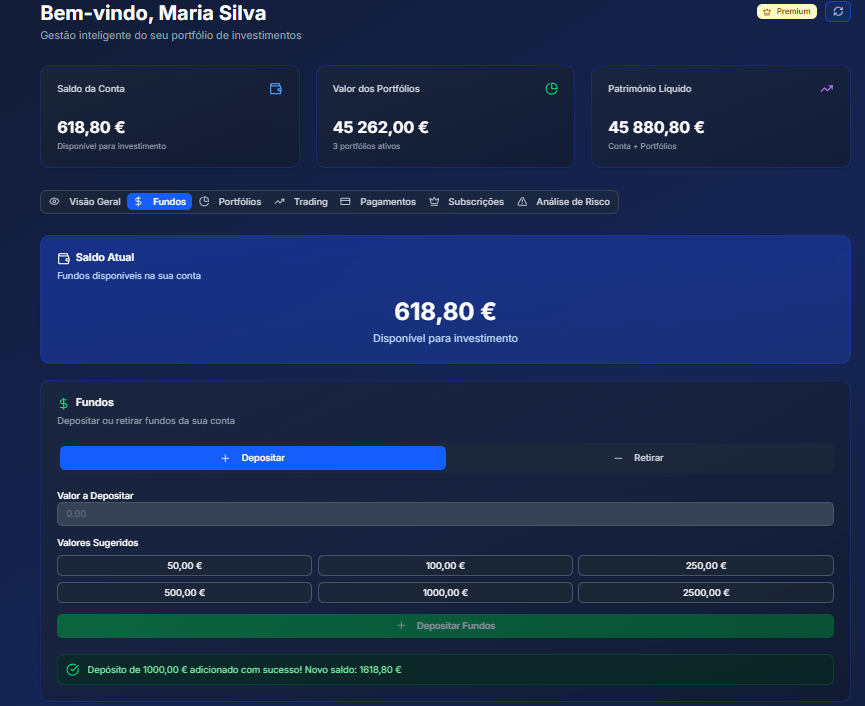 Bem-vindo, Maria Silva
Premium
Gestão inteligente do seu portfólio de investimentos
Saldo da Conta
618,80 €
Disponível para investimento
Valor dos Portfólios
45 262,00 €
3 portfólios ativos
Património Líquido
45 880,80 €
Conta + Portfólios
Visão Geral
Fundos
Portfólios
Trading
Pagamentos
Subscrições
Análise de Risco
Saldo Atual
Fundos disponíveis na sua conta
618,80 €
Disponível para investimento
Fundos
Depositar ou retirar fundos da sua conta
+ Depositar
− Retirar
Valor a Depositar
0.00
Valores Sugeridos
50,00 €
100,00 €
250,00 €
500,00 €
1000,00 €
2500,00 €
+ Depositar Fundos
Depósito de 1000,00 € adicionado com sucesso! Novo saldo: 1618,80 €